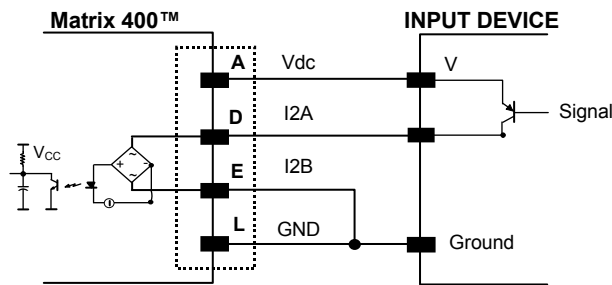 Matrix 400™ INPUT DEVICE
A Vdc V
D I2A Signal
VCC
E I2B
L GND Ground